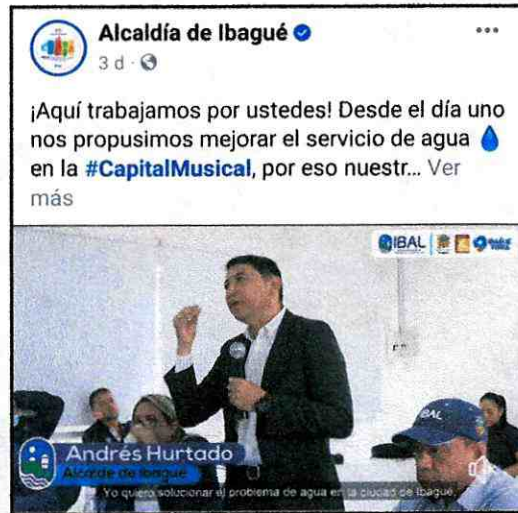 Alcaldía de Ibagué
3 d ·
¡Aquí trabajamos por ustedes! Desde el día uno
nos propusimos mejorar el servicio de agua 💧
en la #CapitalMusical, por eso nuestr... Ver
más
IBAL
Andrés Hurtado
Alcalde de Ibagué
IBAL
Yo quiero solucionar el problema de agua en la ciudad de Ibagué,